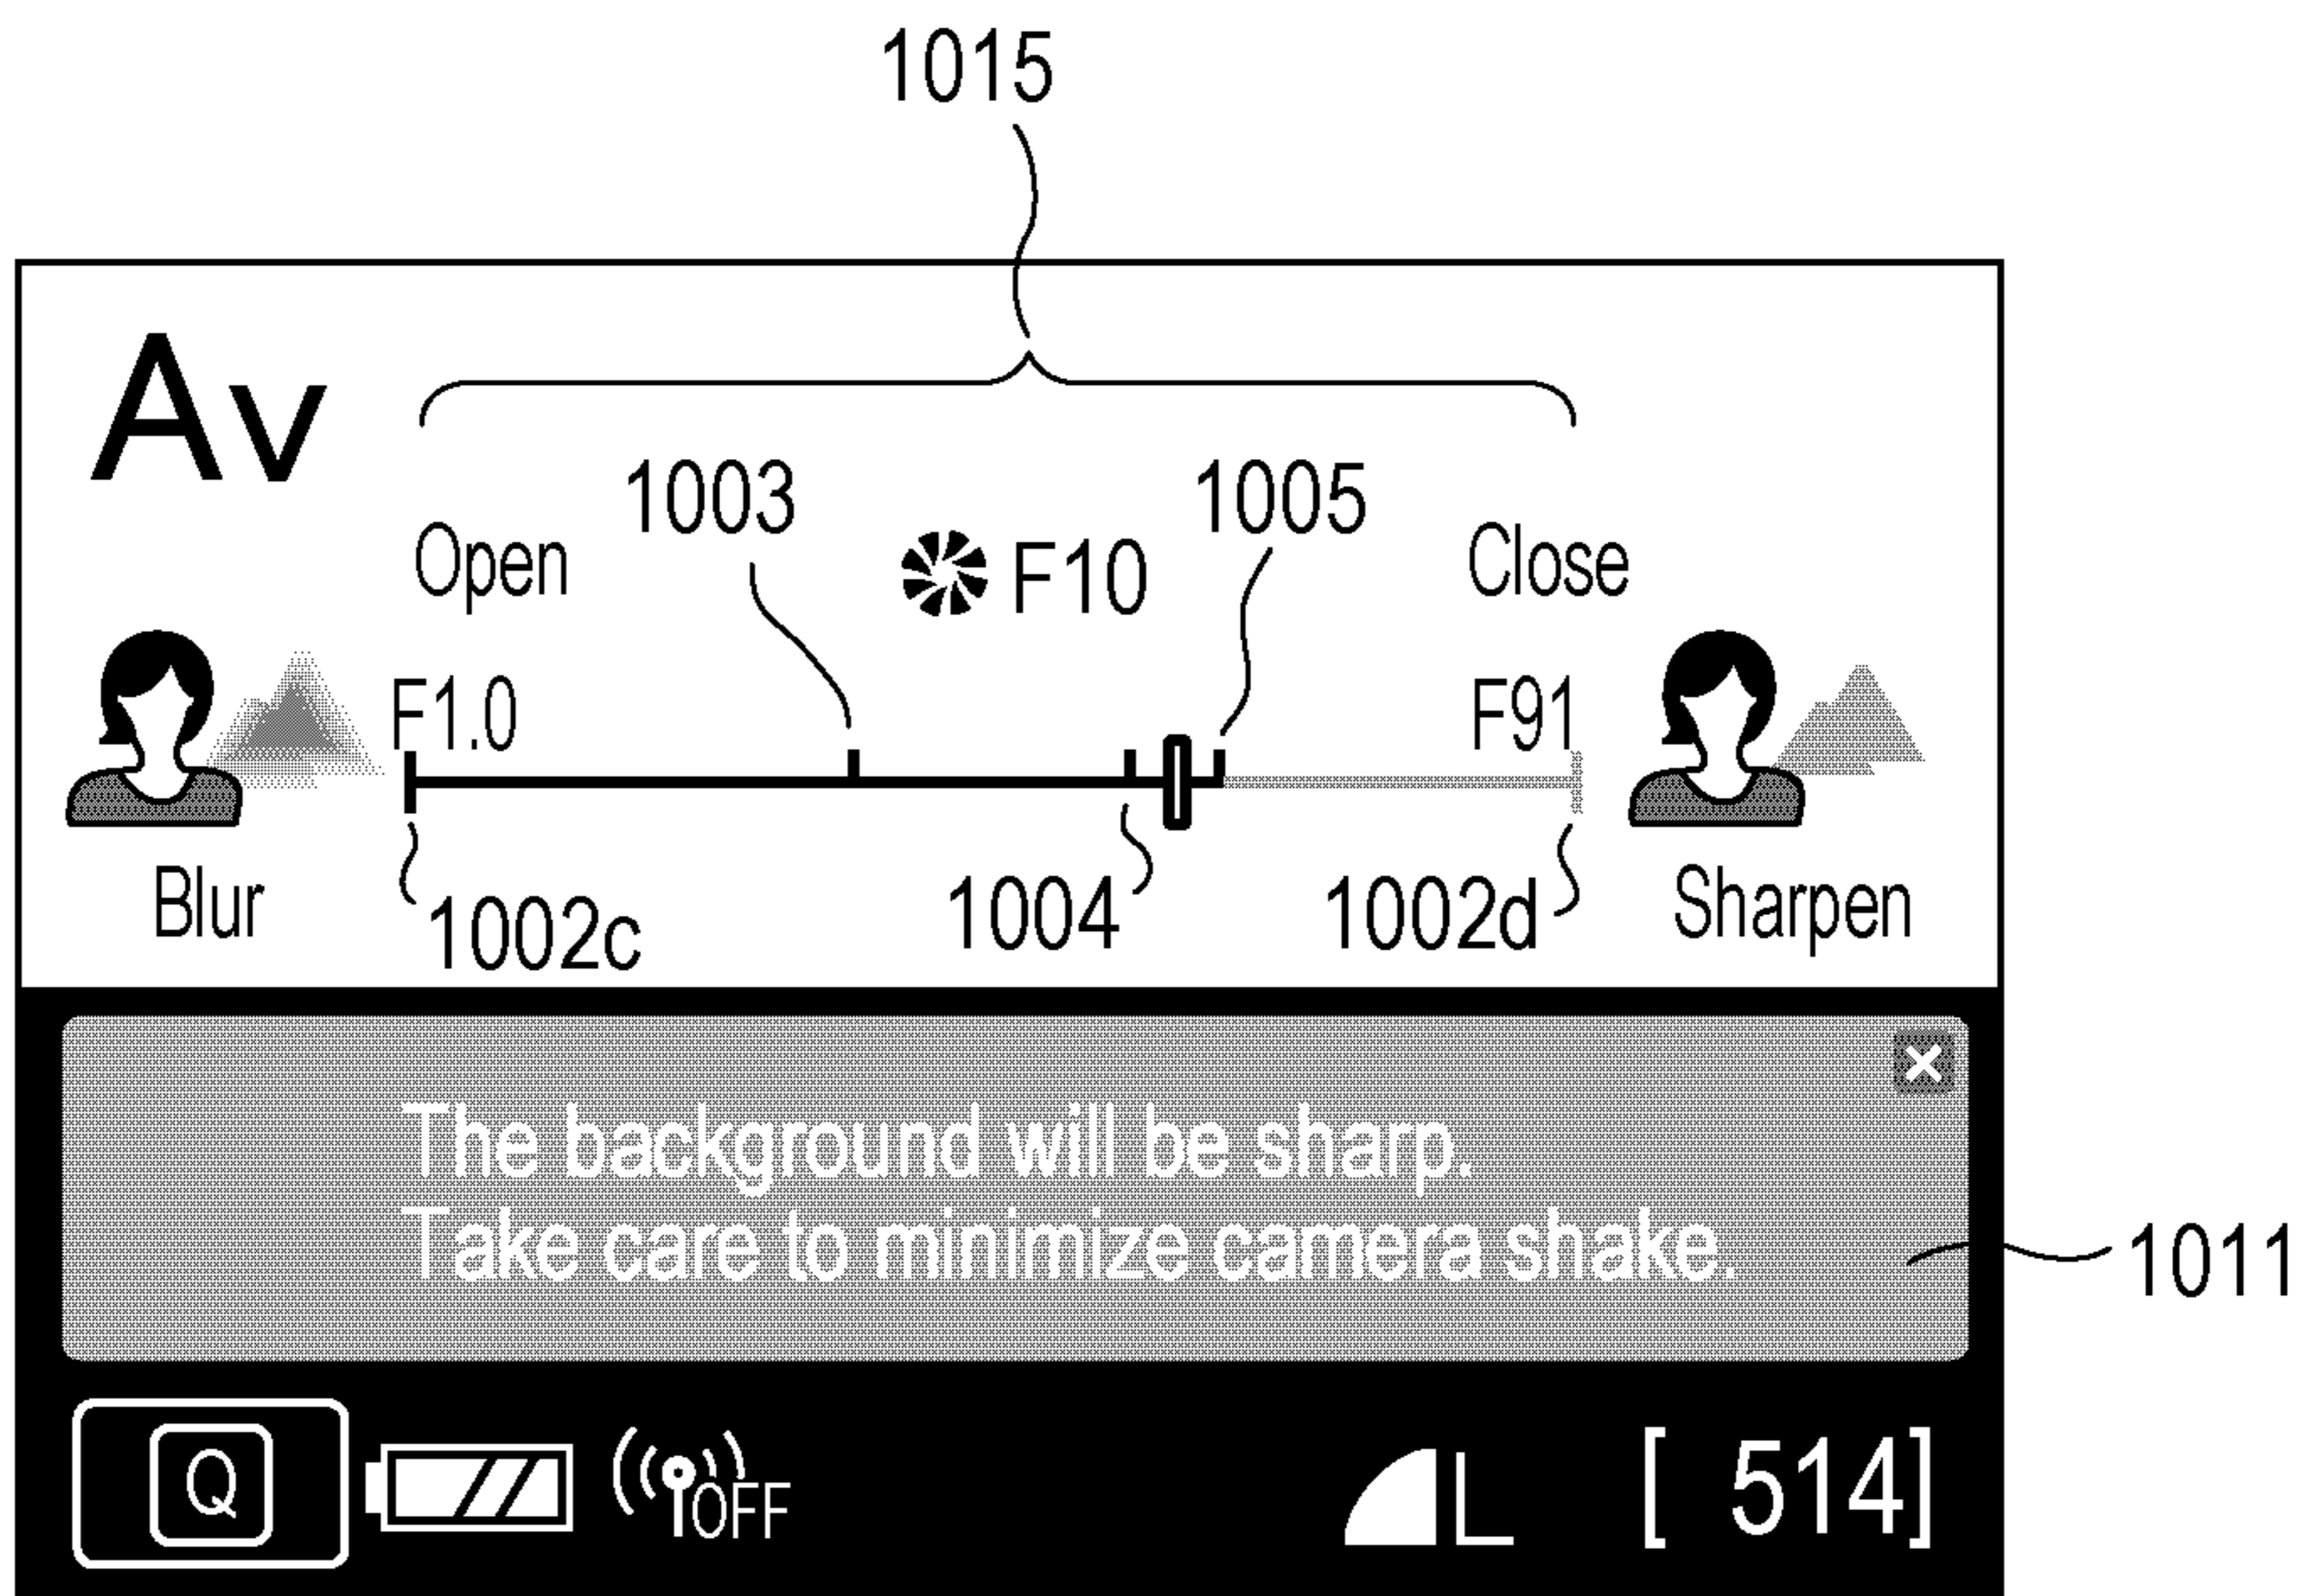 1015
Av
1003
1005
Open
F10
Close
F1.0
F91
Blur
1002c
1004
1002d
Sharpen
The background will be sharp.
Take care to minimize camera shake.
1011
Q
OFF
L
[ 514]